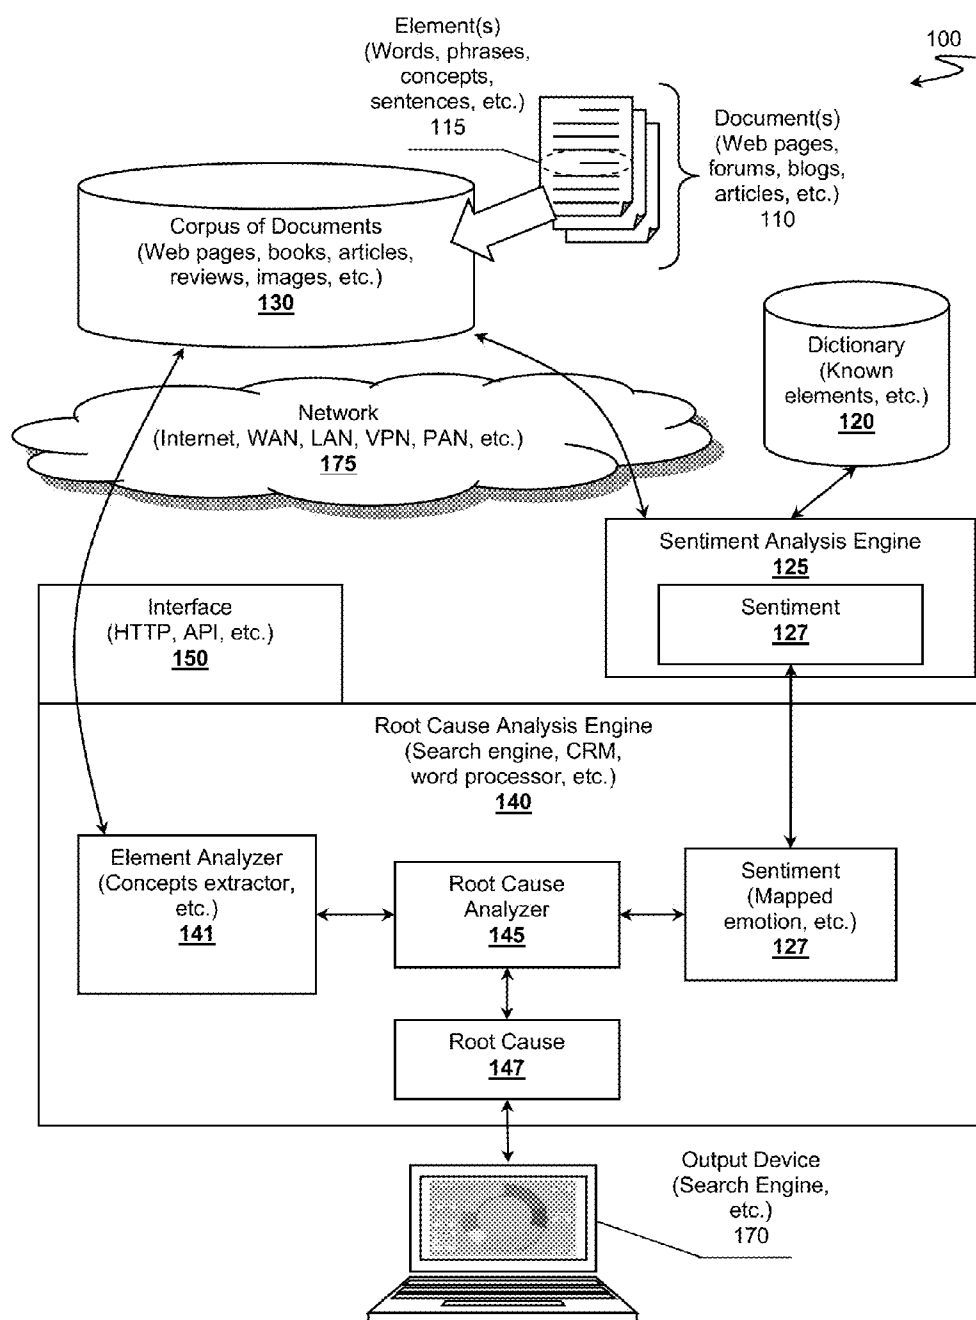 Element(s)
(Words, phrases,
concepts,
sentences, etc.)
115
100
Document(s)
(Web pages,
forums, blogs,
articles, etc.)
110
Corpus of Documents
(Web pages, books, articles,
reviews, images, etc.)
130
Dictionary
(Known
elements, etc.)
120
Network
(Internet, WAN, LAN, VPN, PAN, etc.)
175
Sentiment Analysis Engine
125
Sentiment
127
Interface
(HTTP, API, etc.)
150
Root Cause Analysis Engine
(Search engine, CRM,
word processor, etc.)
140
Element Analyzer
(Concepts extractor,
etc.)
141
Root Cause
Analyzer
145
Sentiment
(Mapped
emotion, etc.)
127
Root Cause
147
Output Device
(Search Engine,
etc.)
170